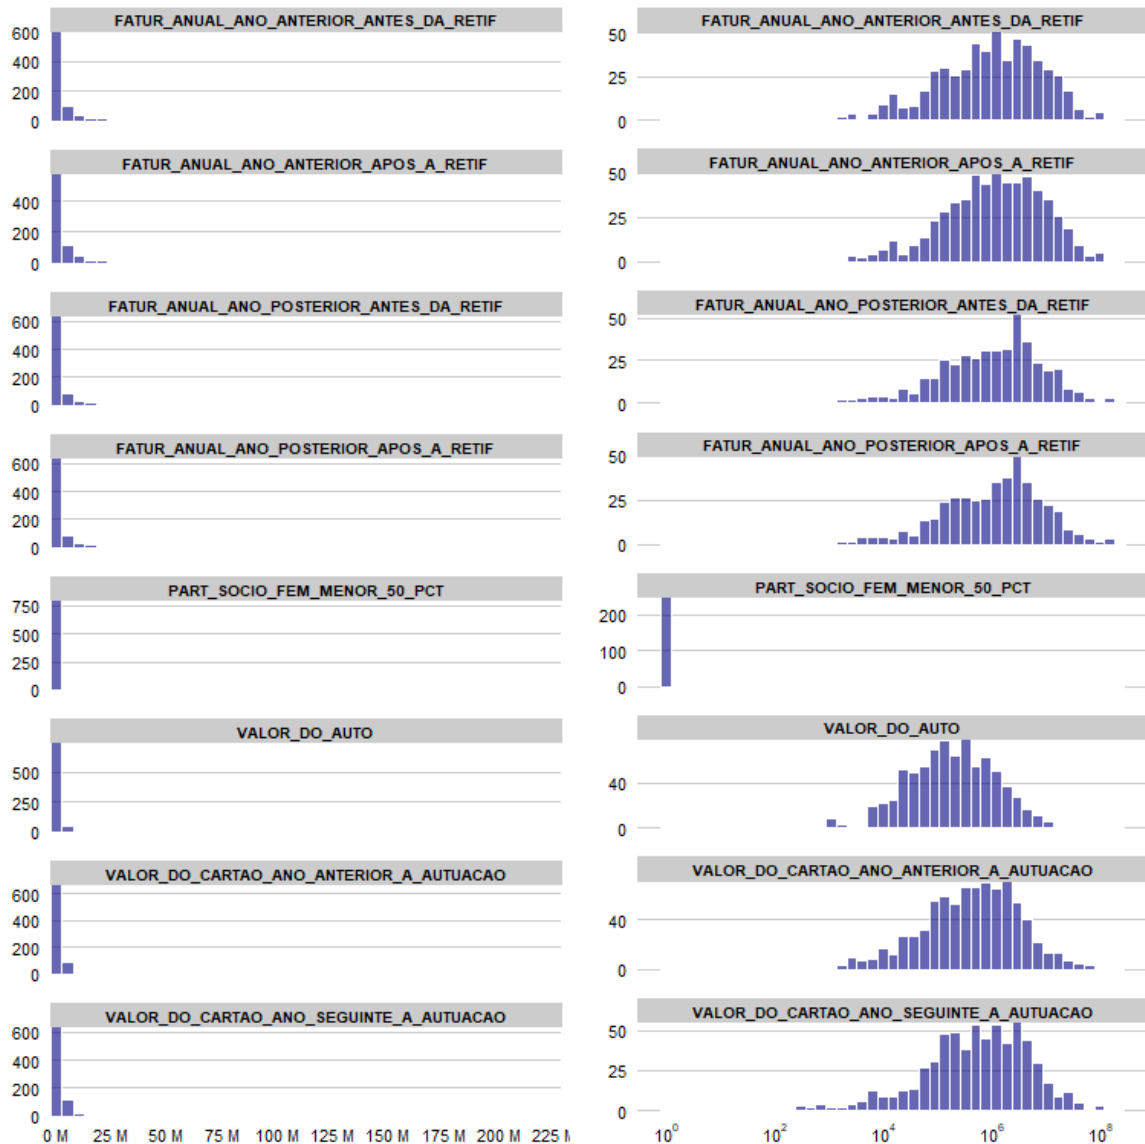 FATUR_ANUAL_ANO_ANTERIOR_ANTES_DA_RETIF
600
400
200
0
FATUR_ANUAL_ANO_ANTERIOR_APOS_A_RETIF
400
200
0
FATUR_ANUAL_ANO_POSTERIOR_ANTES_DA_RETIF
600
400
200
0
FATUR_ANUAL_ANO_POSTERIOR_APOS_A_RETIF
600
400
200
0
PART_SOCIO_FEM_MENOR_50_PCT
750
500
250
0
VALOR_DO_AUTO
500
250
0
VALOR_DO_CARTAO_ANO_ANTERIOR_A_AUTUACAO
600
400
200
0
VALOR_DO_CARTAO_ANO_SEGUINTE_A_AUTUACAO
600
400
200
0
0 M 25 M 50 M 75 M 100 M 125 M 150 M 175 M 200 M 225 M
FATUR_ANUAL_ANO_ANTERIOR_ANTES_DA_RETIF
50
25
0
FATUR_ANUAL_ANO_ANTERIOR_APOS_A_RETIF
50
25
0
FATUR_ANUAL_ANO_POSTERIOR_ANTES_DA_RETIF
50
25
0
FATUR_ANUAL_ANO_POSTERIOR_APOS_A_RETIF
50
25
0
PART_SOCIO_FEM_MENOR_50_PCT
200
100
0
VALOR_DO_AUTO
40
0
VALOR_DO_CARTAO_ANO_ANTERIOR_A_AUTUACAO
40
0
VALOR_DO_CARTAO_ANO_SEGUINTE_A_AUTUACAO
50
25
0
10⁰ 10² 10⁴ 10⁶ 10⁸